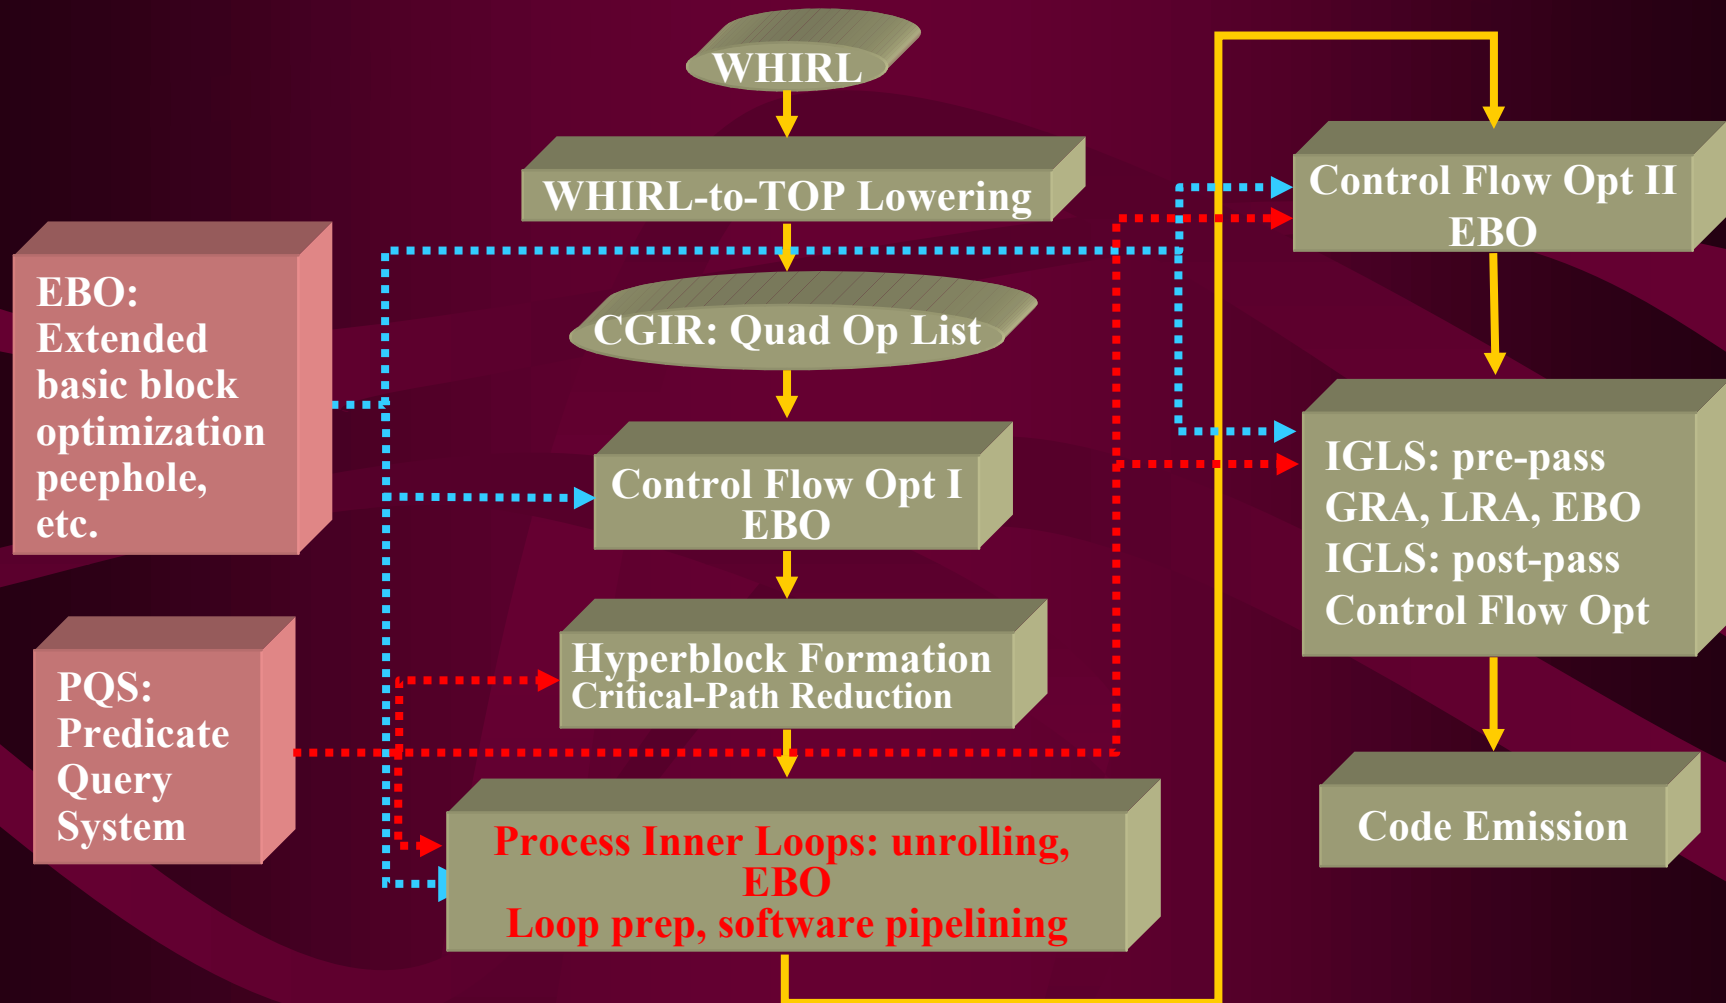 WHIRL
WHIRL-to-TOP Lowering
CGIR: Quad Op List
Control Flow Opt I
EBO
Hyperblock Formation
Critical-Path Reduction
Process Inner Loops: unrolling,
EBO
Loop prep, software pipelining
EBO:
Extended
basic block
optimization
peephole,
etc.
PQS:
Predicate
Query
System
Control Flow Opt II
EBO
IGLS: pre-pass
GRA, LRA, EBO
IGLS: post-pass
Control Flow Opt
Code Emission